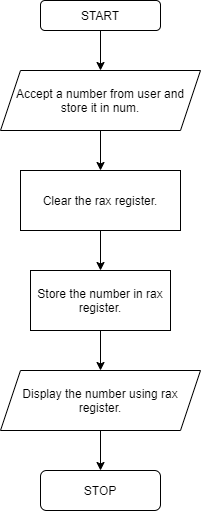 START
Accept a number from user and
store it in num.
Clear the rax register.
Store the number in rax
register.
Display the number using rax
register.
STOP